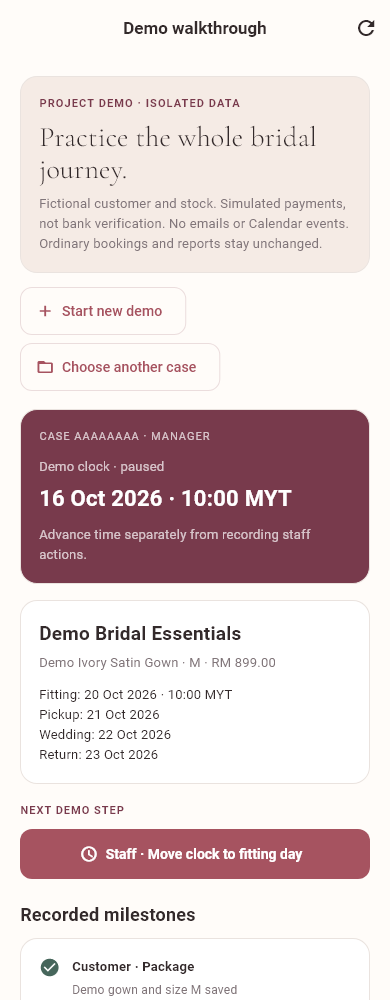 Demo walkthrough
PROJECT DEMO · ISOLATED DATA
Practice the whole bridal
journey.
Fictional customer and stock. Simulated payments,
not bank verification. No emails or Calendar events.
Ordinary bookings and reports stay unchanged.
Start new demo
Choose another case
CASE AAAAAAAA · MANAGER
Demo clock · paused
16 Oct 2026 · 10:00 MYT
Advance time separately from recording staff
actions.
Demo Bridal Essentials
Demo Ivory Satin Gown · M · RM 899.00
Fitting: 20 Oct 2026 · 10:00 MYT
Pickup: 21 Oct 2026
Wedding: 22 Oct 2026
Return: 23 Oct 2026
NEXT DEMO STEP
Staff · Move clock to fitting day
Recorded milestones
Customer · Package
Demo gown and size M saved